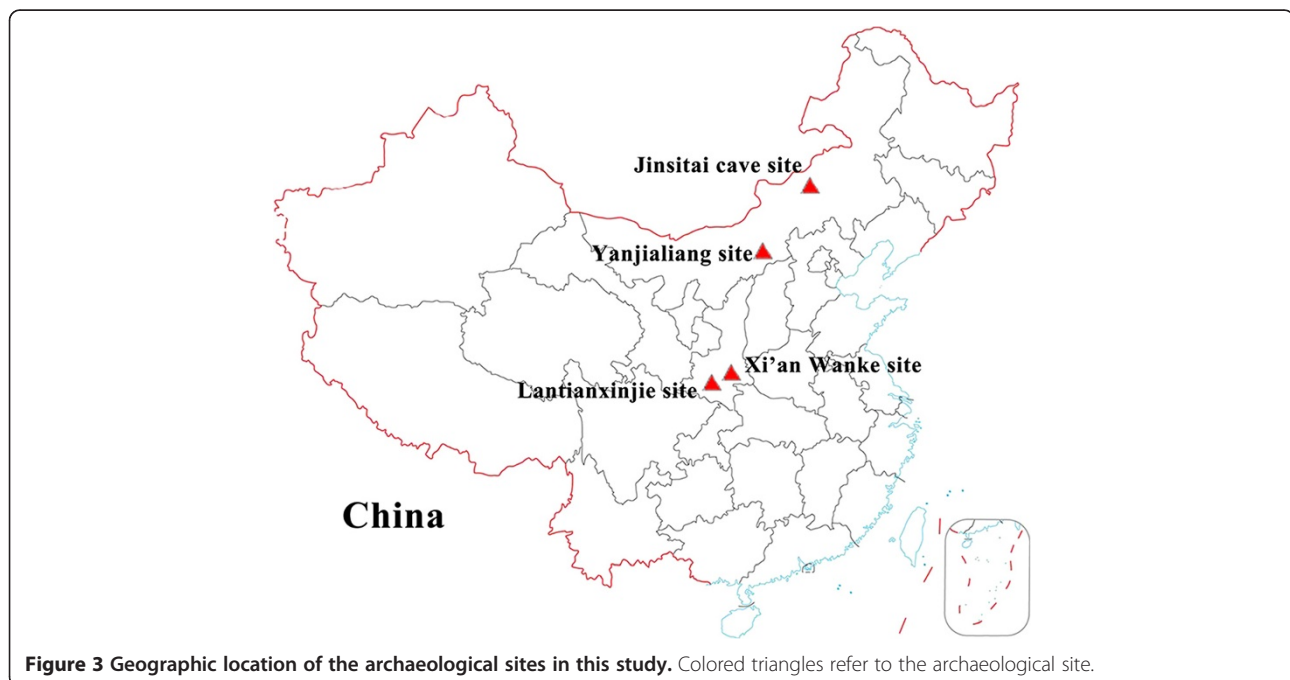 Jinsitai cave site
Yanjialiang site
Xi'an Wanke site
Lantianxinjie site
China
Figure 3 Geographic location of the archaeological sites in this study. Colored triangles refer to the archaeological site.